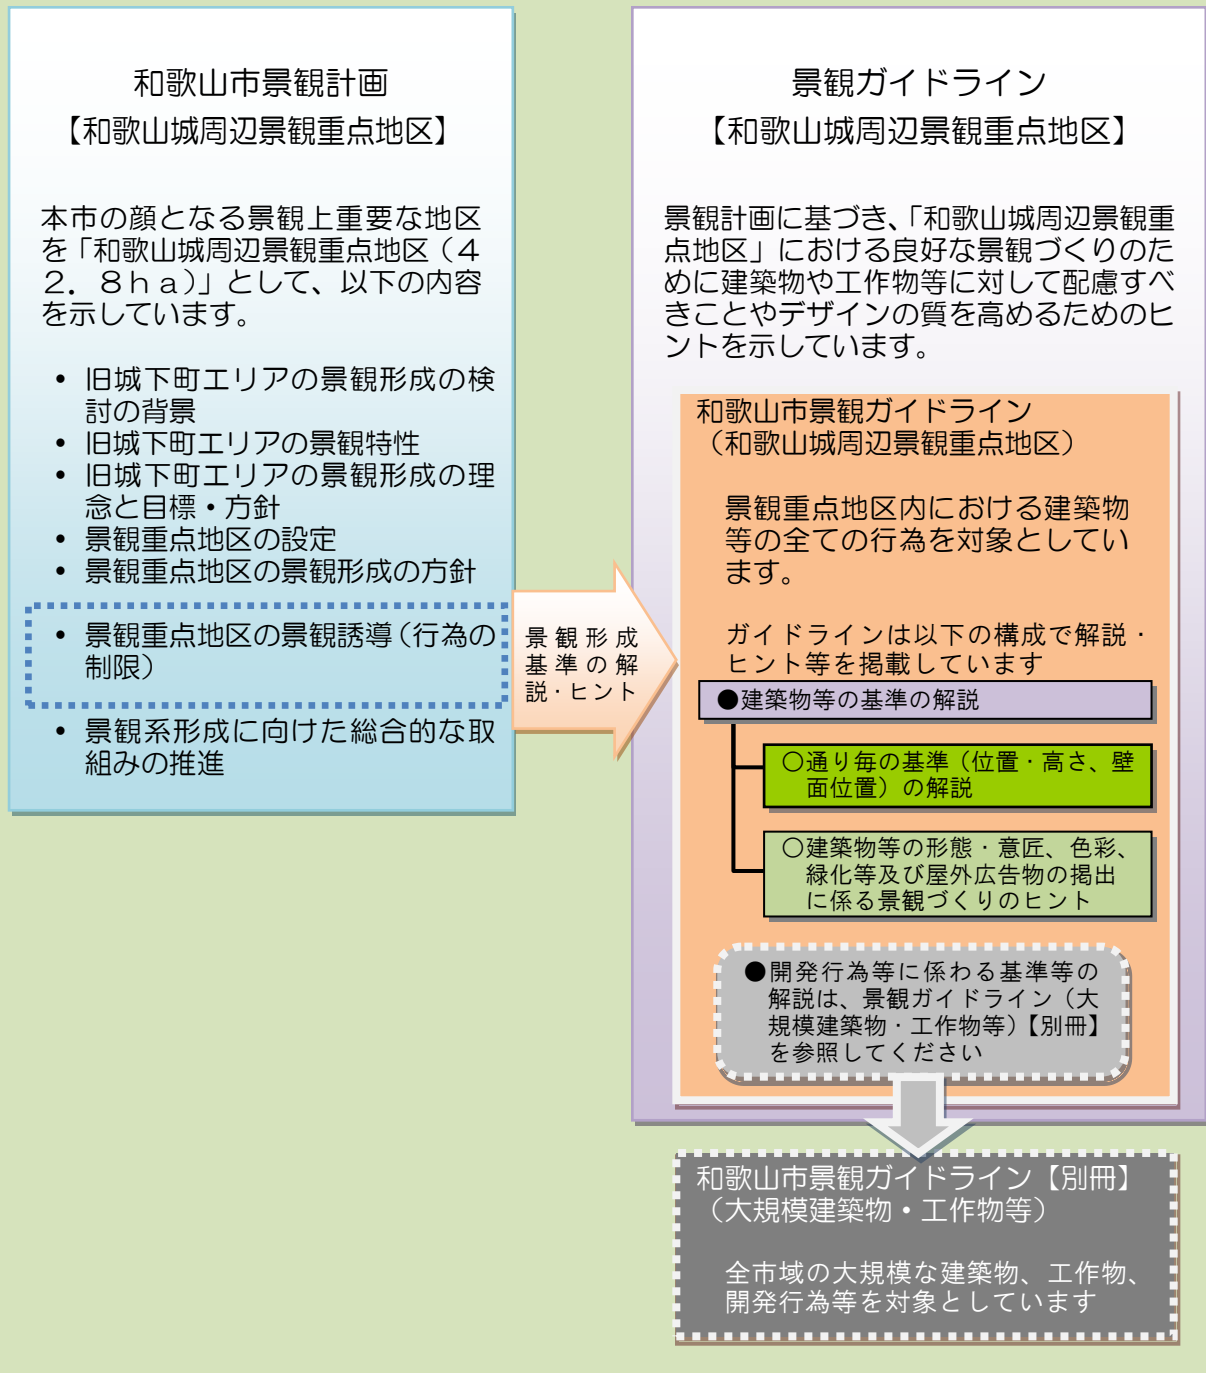 和歌山市景観計画
【和歌山城周辺景観重点地区】
本市の顔となる景観上重要な地区
を「和歌山城周辺景観重点地区（４
２．８ｈａ）」として、以下の内容
を示しています。
• 旧城下町エリアの景観形成の検
討の背景
• 旧城下町エリアの景観特性
• 旧城下町エリアの景観形成の理
念と目標・方針
• 景観重点地区の設定
• 景観重点地区の景観形成の方針
• 景観重点地区の景観誘導（行為の
制限）
• 景観系形成に向けた総合的な取
組みの推進
景観形成
基準の解
説・ヒント
景観ガイドライン
【和歌山城周辺景観重点地区】
景観計画に基づき、「和歌山城周辺景観重
点地区」における良好な景観づくりのた
めに建築物や工作物等に対して配慮すべ
きことやデザインの質を高めるためのヒ
ントを示しています。
和歌山市景観ガイドライン
（和歌山城周辺景観重点地区）
景観重点地区内における建築物
等の全ての行為を対象としてい
ます。
ガイドラインは以下の構成で解説・
ヒント等を掲載しています
●建築物等の基準の解説
○通り毎の基準（位置・高さ、壁
面位置）の解説
○建築物等の形態・意匠、色彩、
緑化等及び屋外広告物の掲出
に係る景観づくりのヒント
●開発行為等に係わる基準等の
解説は、景観ガイドライン（大
規模建築物・工作物等）【別冊】
を参照してください
和歌山市景観ガイドライン【別冊】
（大規模建築物・工作物等）
全市域の大規模な建築物、工作物、
開発行為等を対象としています